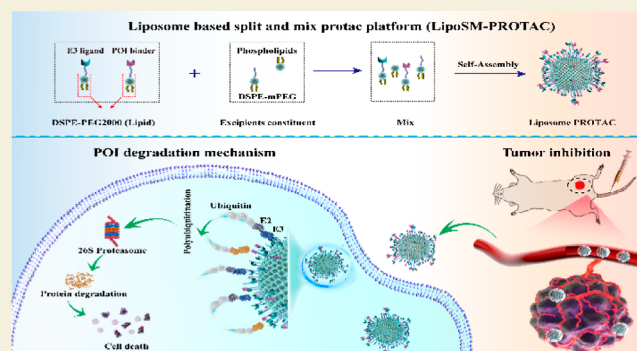 Liposome based split and mix protac platform (LipoSM-PROTAC)
E3 ligand POI binder
Phospholipids
Self-Assembly
DSPE-mPEG
DSPE-PEG2000 (Lipid)
Excipients constituent
Mix
Liposome PROTAC
POI degradation mechanism
Tumor inhibition
Ubiquitin
Polyubiquitination
E2
E3
26S Proteasome
Protein degradation
Cell death